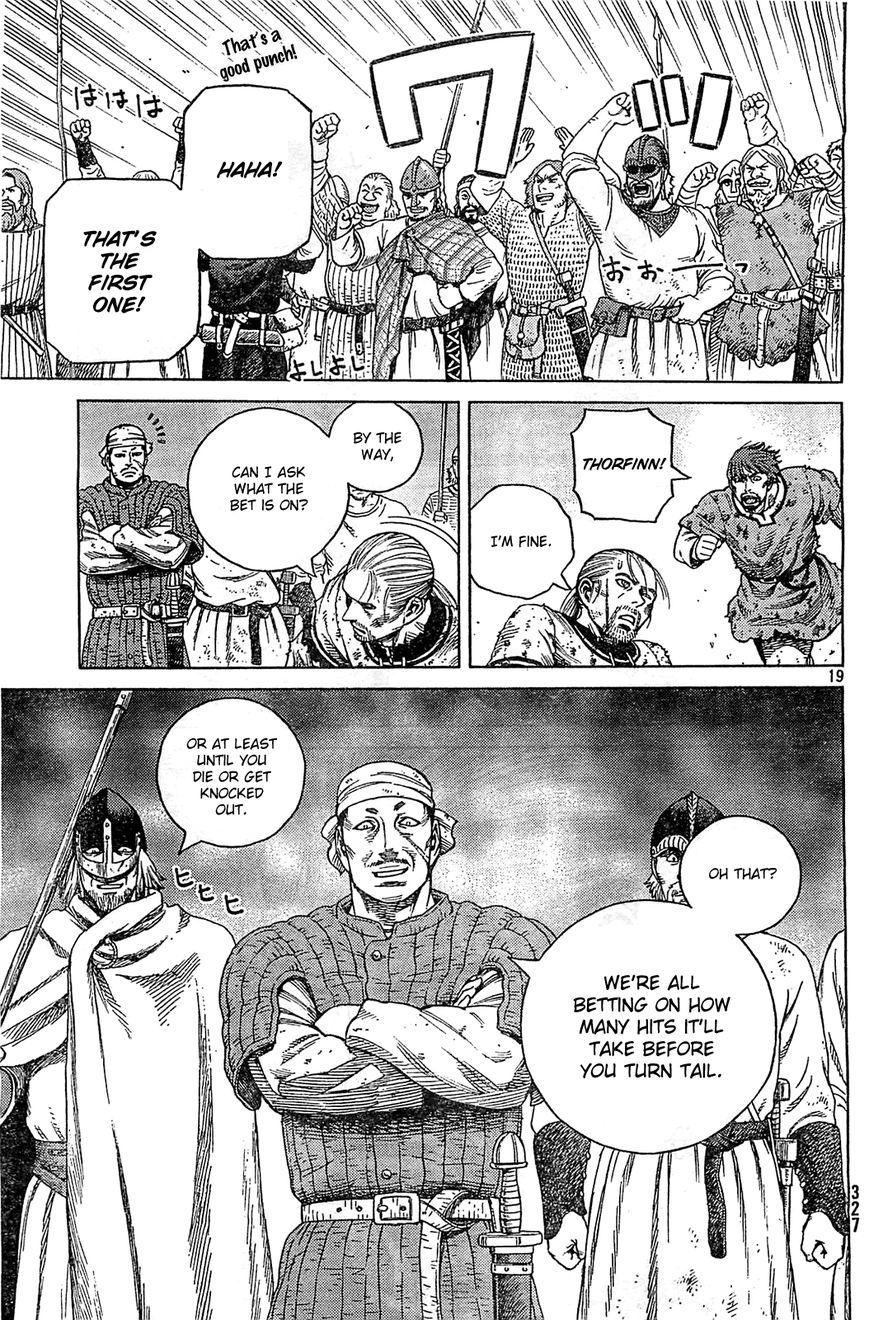 ワッ
That's a
good punch!
ははは
HAHA!
THAT'S
THE
FIRST
ONE!
おおーっ
よしよし
THORFINN!
I'M FINE.
BY THE
WAY,
CAN I ASK
WHAT THE
BET IS ON?
19
OH THAT?
WE'RE ALL
BETTING ON HOW
MANY HITS IT'LL
TAKE BEFORE
YOU TURN TAIL.
OR AT LEAST
UNTIL YOU
DIE OR GET
KNOCKED
OUT.
ヒヒヒ
327